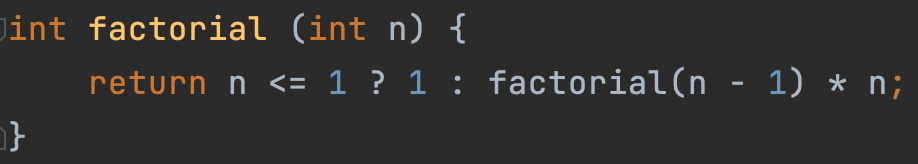 int factorial (int n) {
    return n <= 1 ? 1 : factorial(n - 1) * n;
}